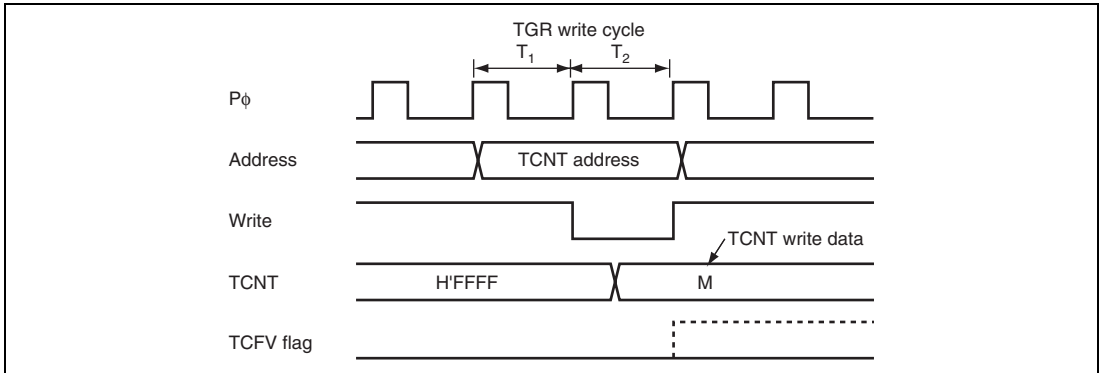 TGR write cycle
T1 T2
Pϕ
Address TCNT address
Write
TCNT write data
TCNT H'FFFF M
TCFV flag